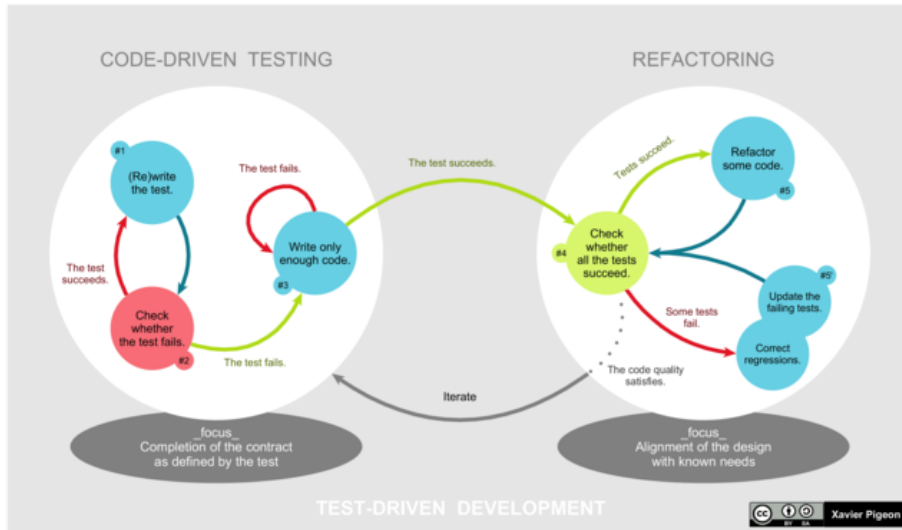 CODE-DRIVEN TESTING
REFACTORING
#1
(Re)write
the test.
The test
succeeds.
Check
whether
the test fails.
#2
The test fails.
The test fails.
Write only
enough code.
#3
The test succeeds.
Tests succeed.
Refactor
some code.
#5
#4
Check
whether
all the tests
succeed.
#5'
Update the
failing tests.
Some tests
fail.
Correct
regressions.
The code quality
satisfies.
Iterate
_focus_
Completion of the contract
as defined by the test
_focus_
Alignment of the design
with known needs
TEST-DRIVEN DEVELOPMENT
cc
BY SA
Xavier Pigeon